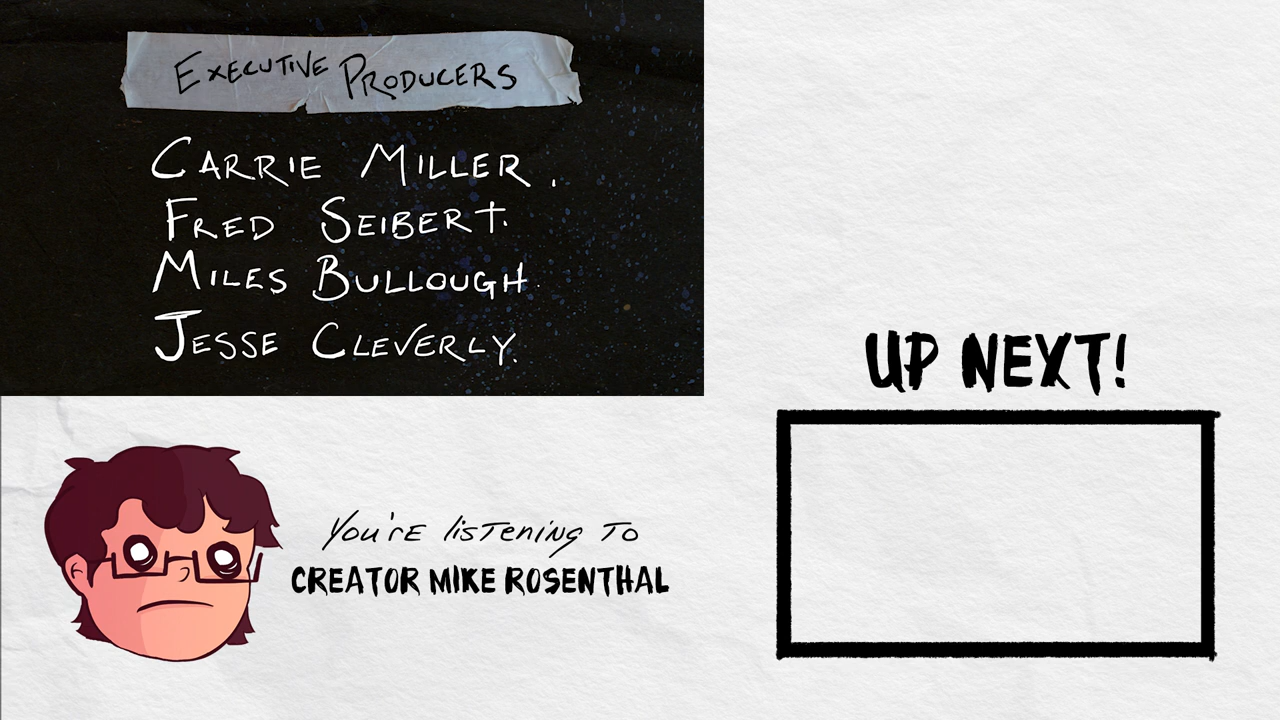 EXECUTIVE PRODUCERS
CARRIE MILLER.
FRED SEIBERT.
MILES BULLOUGH.
JESSE CLEVERLY.
UP NEXT!
You're listening to
CREATOR MIKE ROSENTHAL